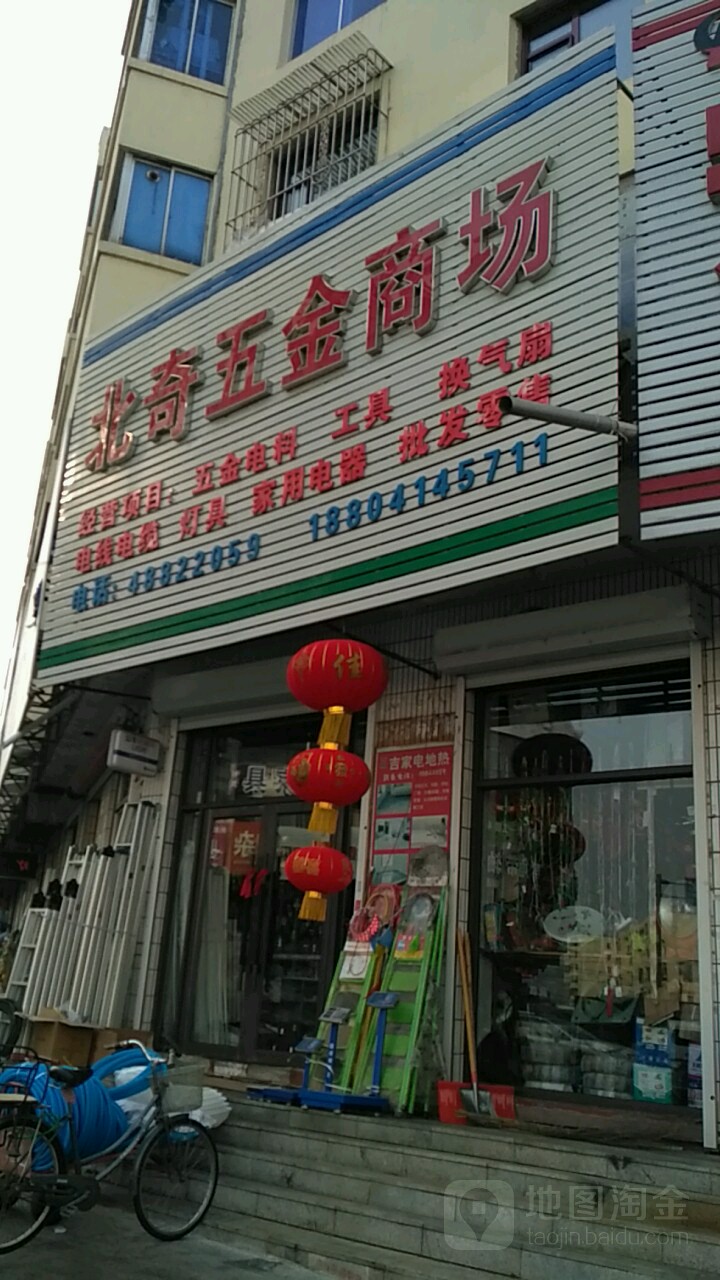 北奇五金商场
经营项目：五金电料 工具 换气扇
电线电缆 灯具 家用电器 批发零售
电话：48822059 18804145711
佳
吉家电地热
具
地图淘金
taojin.baidu.com